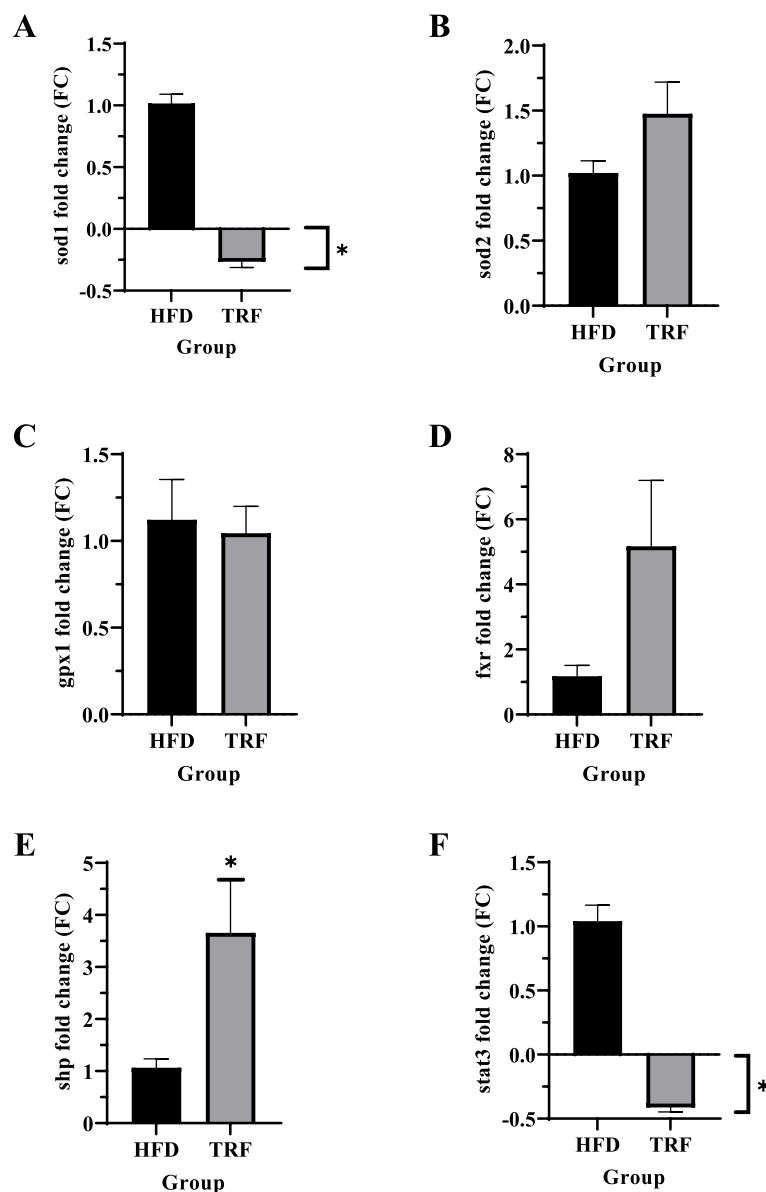 A
sod1 fold change (FC)
1.5
1.0
0.5
0.0
-0.5
*
HFD TRF
Group
B
sod2 fold change (FC)
2.0
1.5
1.0
0.5
0.0
HFD TRF
Group
C
gpx1 fold change (FC)
1.5
1.0
0.5
0.0
HFD TRF
Group
D
fxr fold change (FC)
8
6
4
2
0
HFD TRF
Group
E
shp fold change (FC)
5
4
3
2
1
0
*
HFD TRF
Group
F
stat3 fold change (FC)
1.5
1.0
0.5
0.0
-0.5
*
HFD TRF
Group